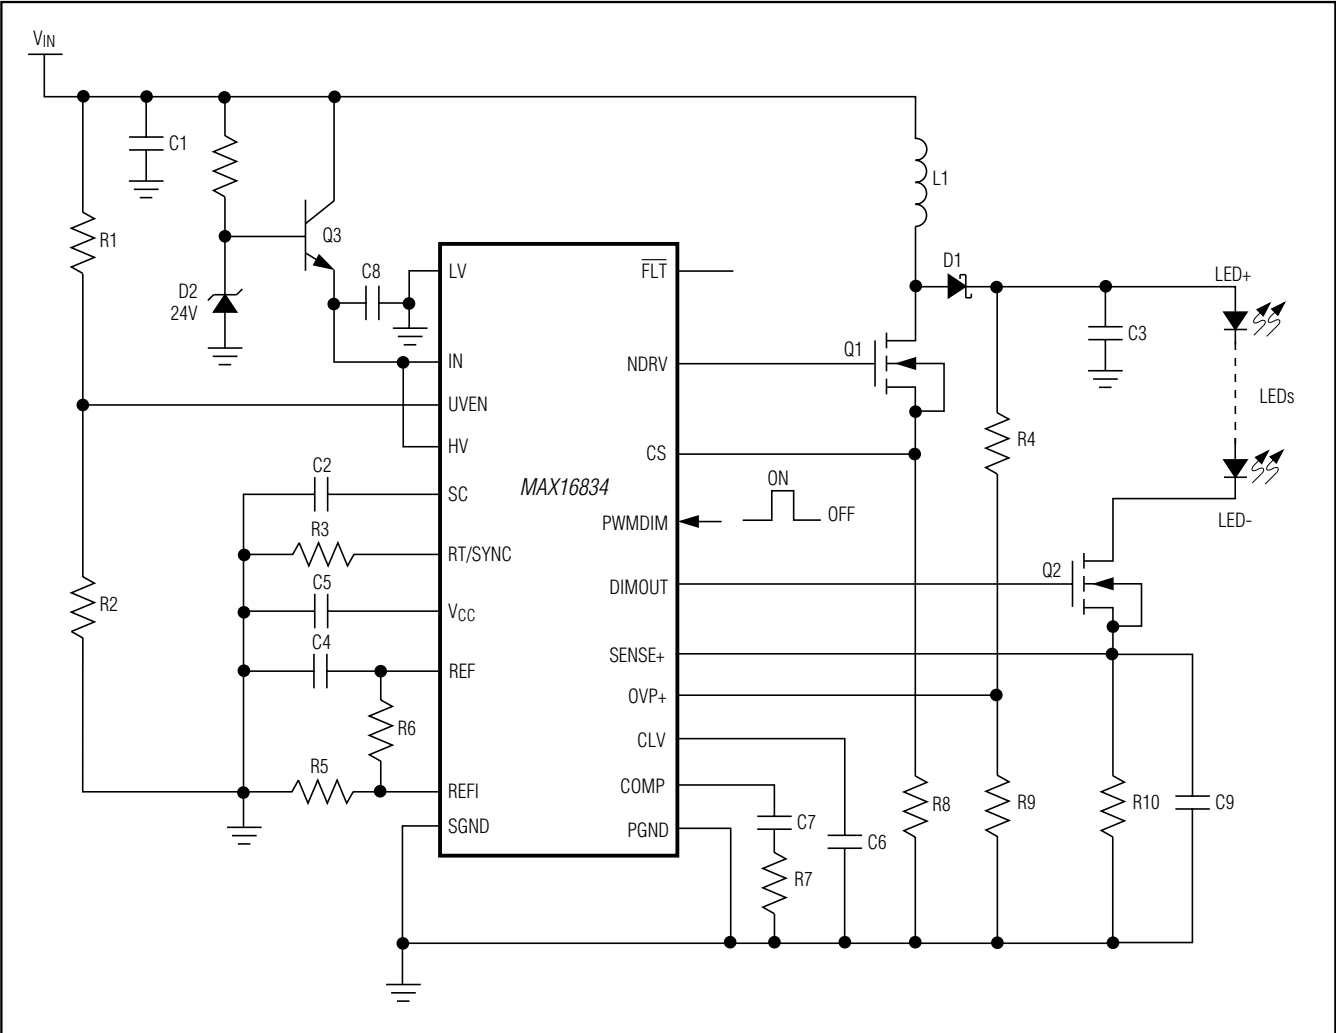 VIN
C1
R1
Q3
D2
24V
C8
L1
D1
LED+
C3
LEDs
LED-
Q1
R4
Q2
LV
IN
UVEN
HV
SC
RT/SYNC
VCC
REF
REFI
SGND
MAX16834
FLT
NDRV
CS
PWMDIM
DIMOUT
SENSE+
OVP+
CLV
COMP
PGND
ON
OFF
C2
R3
C5
C4
R6
R5
R2
C7
R7
C6
R8
R9
R10
C9